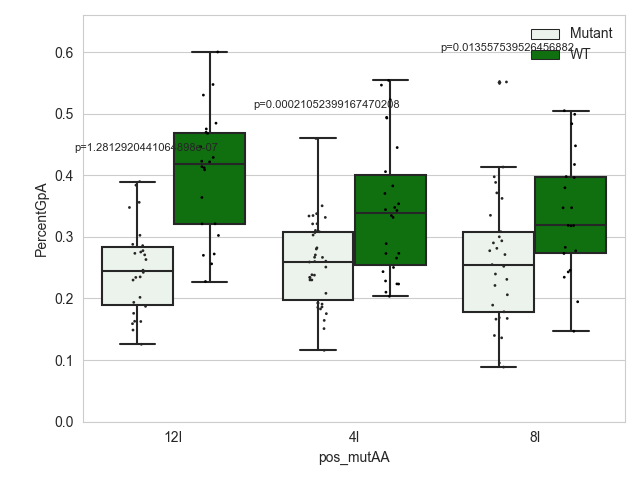 Mutant
WT
p=0.013557539526456882
p=0.00021052399167470208
p=1.2812920441064898e-07
PercentGpA
0.6
0.5
0.4
0.3
0.2
0.1
0.0
12I
4I
8I
pos_mutAA